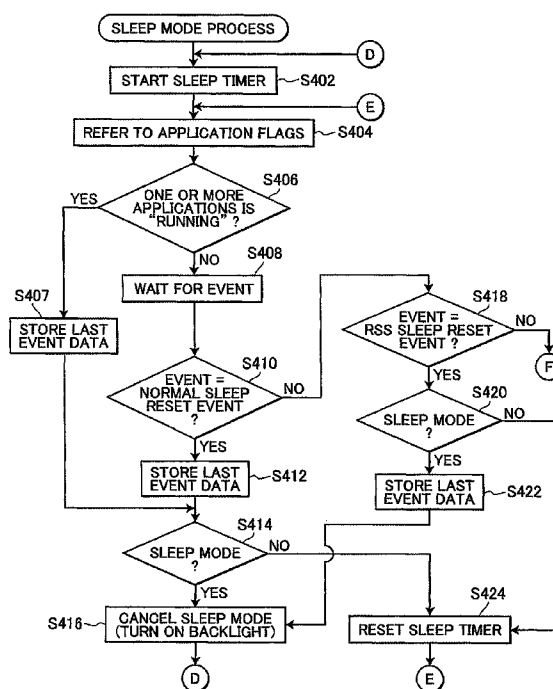 SLEEP MODE PROCESS
D
START SLEEP TIMER
S402
E
REFER TO APPLICATION FLAGS
S404
S406
ONE OR MORE
APPLICATIONS IS
"RUNNING" ?
YES
NO
S408
WAIT FOR EVENT
S407
STORE LAST
EVENT DATA
S410
EVENT =
NORMAL SLEEP
RESET EVENT
?
NO
YES
S412
STORE LAST
EVENT DATA
S414
SLEEP MODE
?
NO
YES
S416
CANCEL SLEEP MODE
(TURN ON BACKLIGHT)
D
S418
EVENT =
RSS SLEEP RESET
EVENT ?
NO
F
YES
S420
SLEEP MODE
?
NO
YES
STORE LAST
EVENT DATA
S422
S424
RESET SLEEP TIMER
E